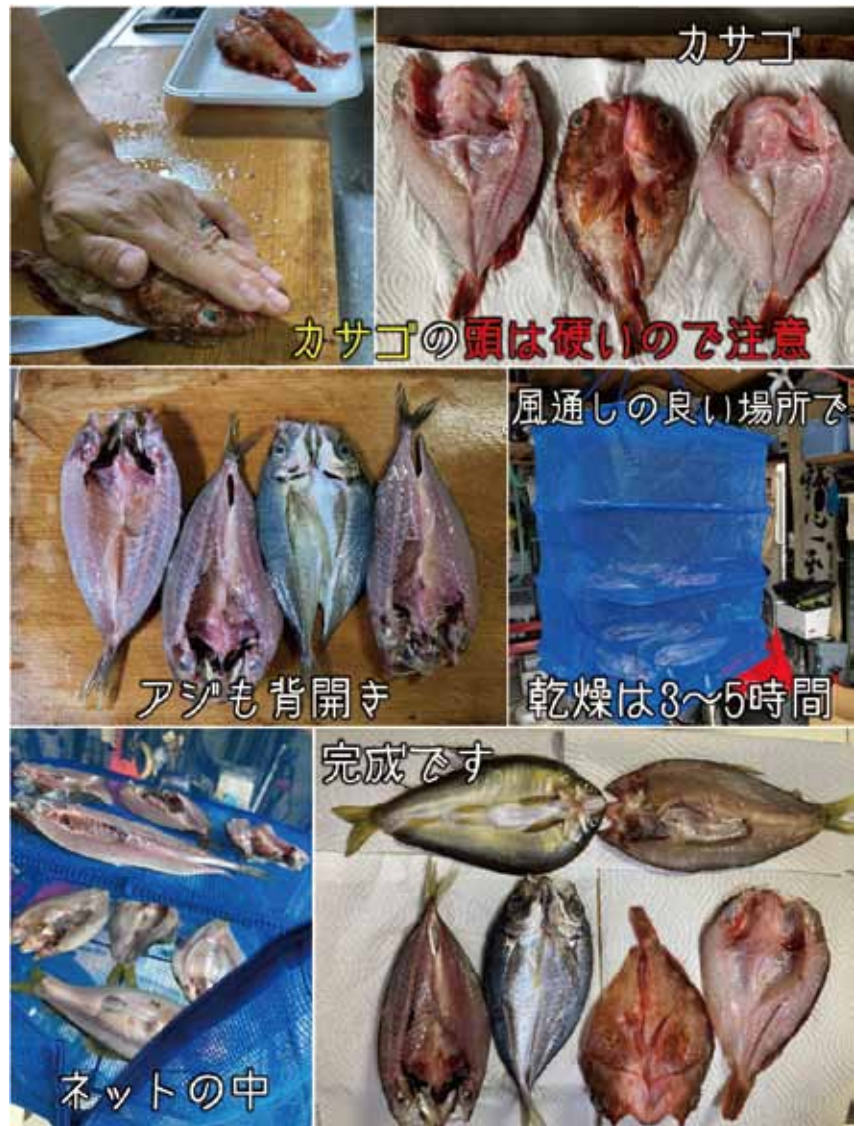 カサゴ
カサゴの頭は硬いので注意
アジも背開き
風通しの良い場所で
乾燥は3〜5時間
ネットの中
完成です